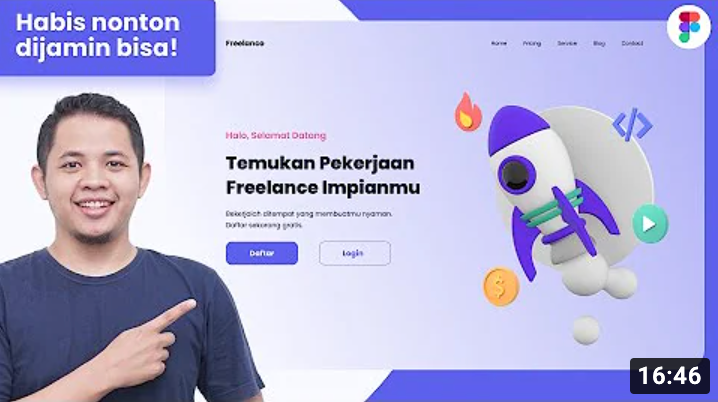 Habis nonton
dijamin bisa!
Freelance
Home Pricing Service Blog Contact
Halo, Selamat Datang
Temukan Pekerjaan
Freelance Impianmu
Bekerjalah ditempat yang membuatmu nyaman.
Daftar sekarang gratis.
Daftar Login
</>
$
16:46